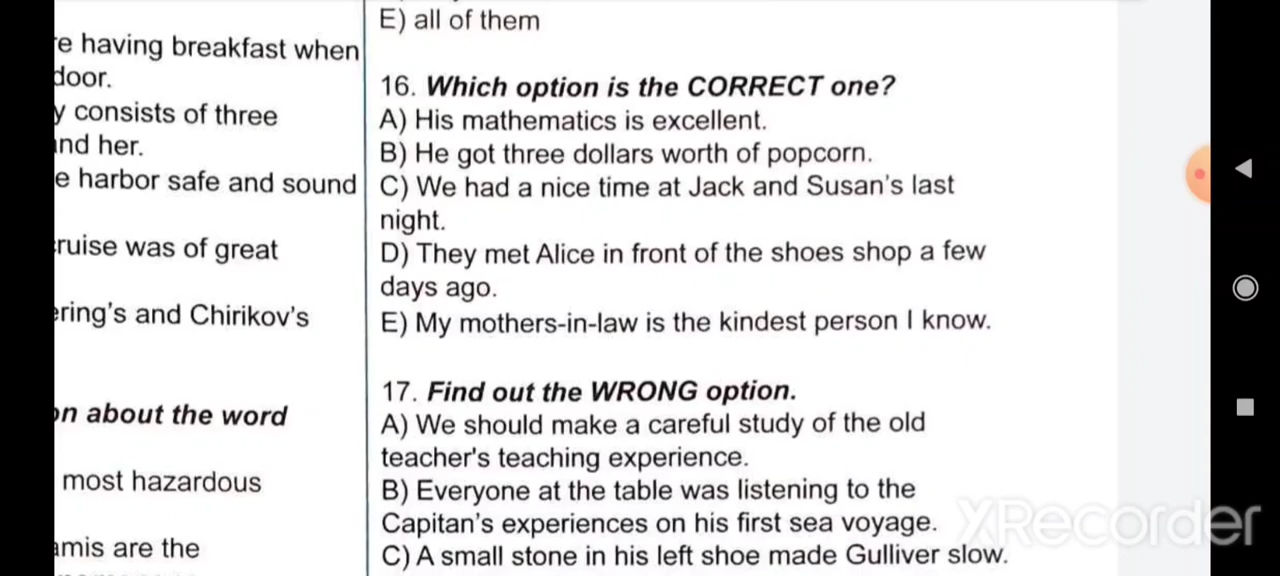 E) all of them
e having breakfast when
door.
y consists of three
nd her.
e harbor safe and sound
ruise was of great
ering's and Chirikov's
on about the word
most hazardous
amis are the
16. Which option is the CORRECT one?
A) His mathematics is excellent.
B) He got three dollars worth of popcorn.
C) We had a nice time at Jack and Susan's last
night.
D) They met Alice in front of the shoes shop a few
days ago.
E) My mothers-in-law is the kindest person I know.
17. Find out the WRONG option.
A) We should make a careful study of the old
teacher's teaching experience.
B) Everyone at the table was listening to the
Capitan's experiences on his first sea voyage.
C) A small stone in his left shoe made Gulliver slow.
XRecorder